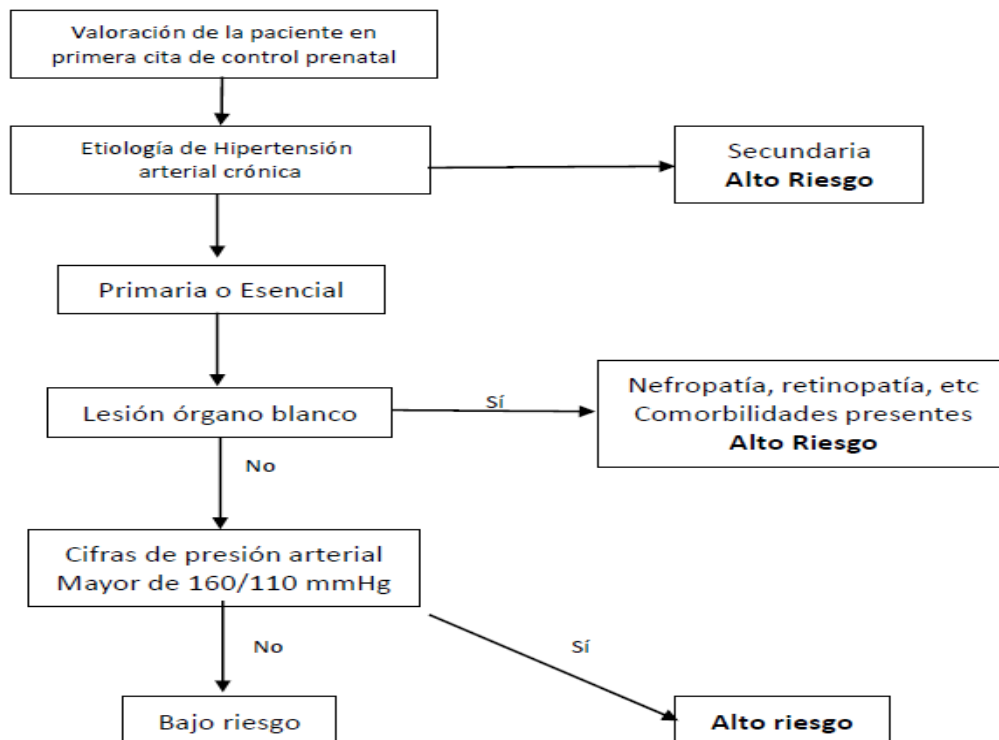 Valoración de la paciente en
primera cita de control prenatal
Etiología de Hipertensión
arterial crónica
Secundaria
Alto Riesgo
Primaria o Esencial
Lesión órgano blanco
Sí
Nefropatía, retinopatía, etc
Comorbilidades presentes
Alto Riesgo
No
Cifras de presión arterial
Mayor de 160/110 mmHg
No
Sí
Bajo riesgo
Alto riesgo